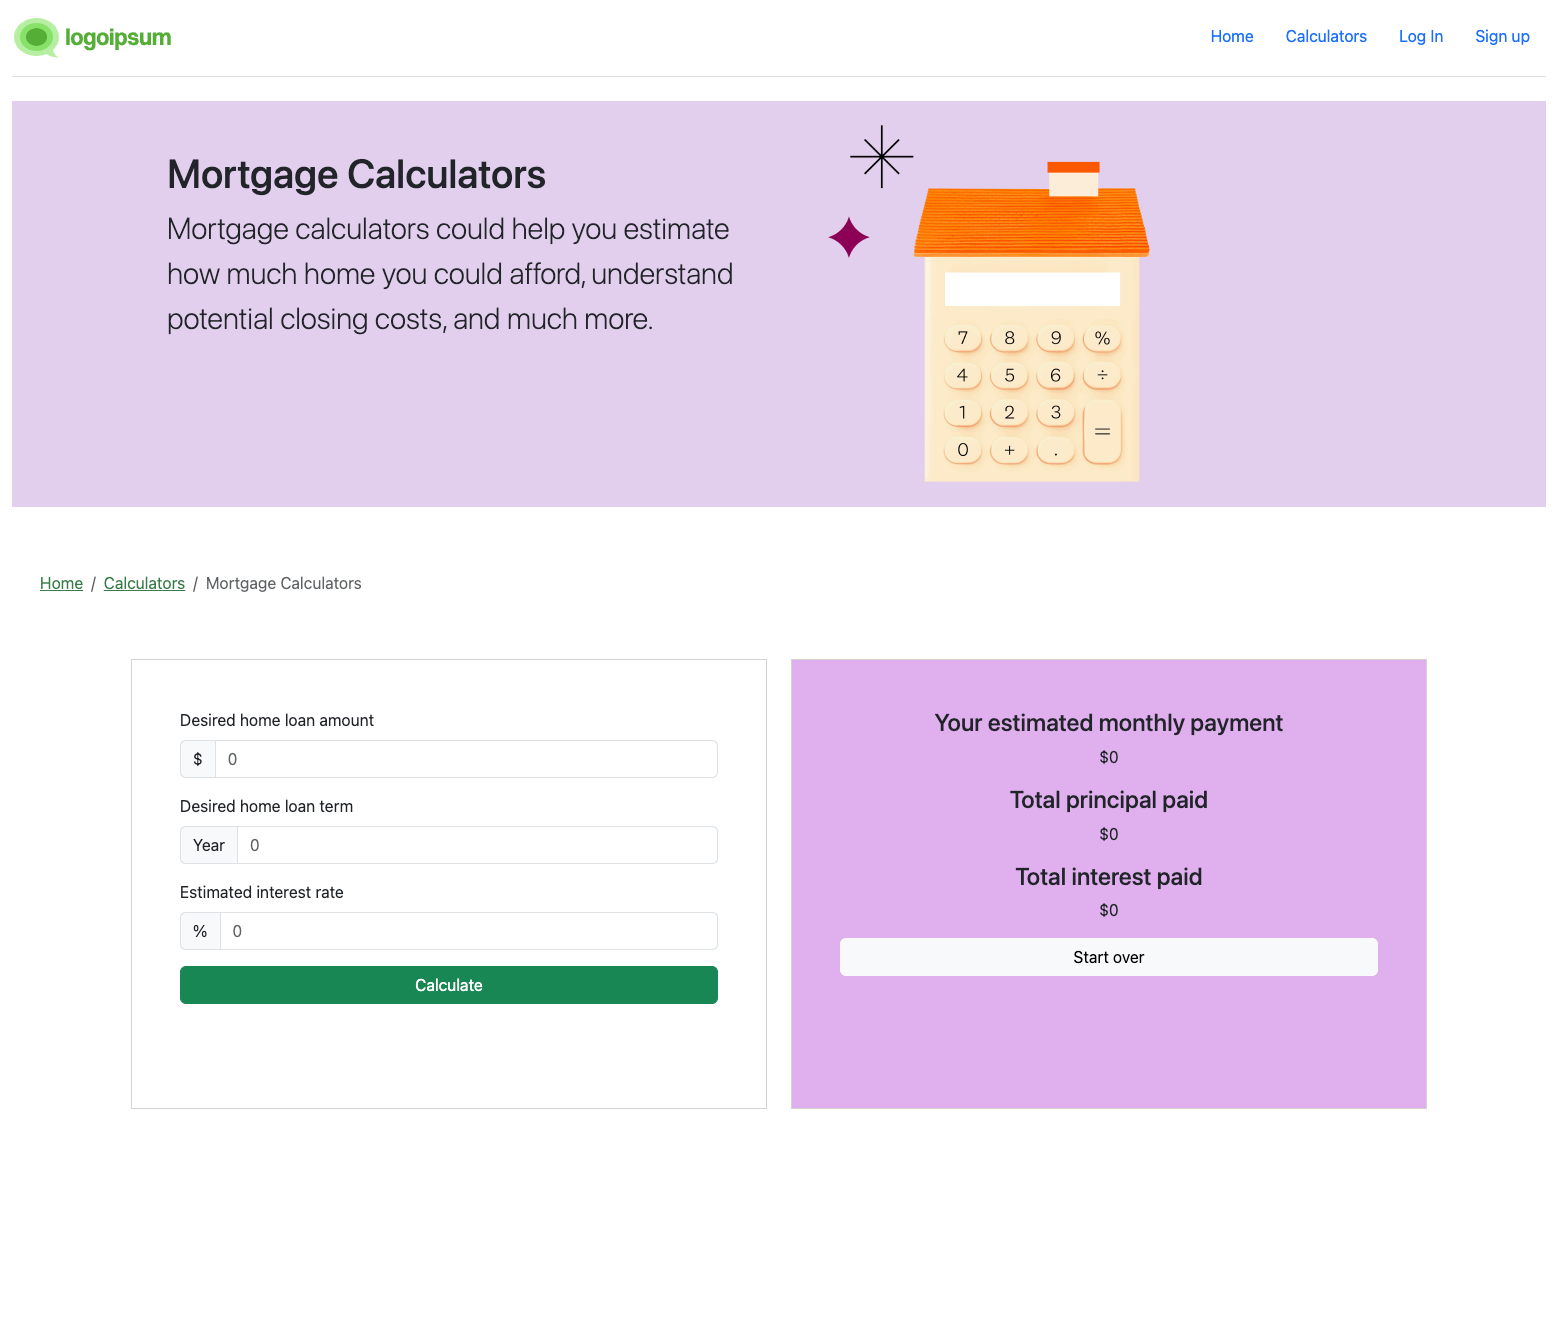 logoipsum
Home Calculators Log In Sign up
Mortgage Calculators
Mortgage calculators could help you estimate
how much home you could afford, understand
potential closing costs, and much more.
7 8 9 %
4 5 6 ÷
1 2 3
=
0 + .
Home / Calculators / Mortgage Calculators
Desired home loan amount
$ 0
Desired home loan term
Year 0
Estimated interest rate
% 0
Calculate
Your estimated monthly payment
$0
Total principal paid
$0
Total interest paid
$0
Start over